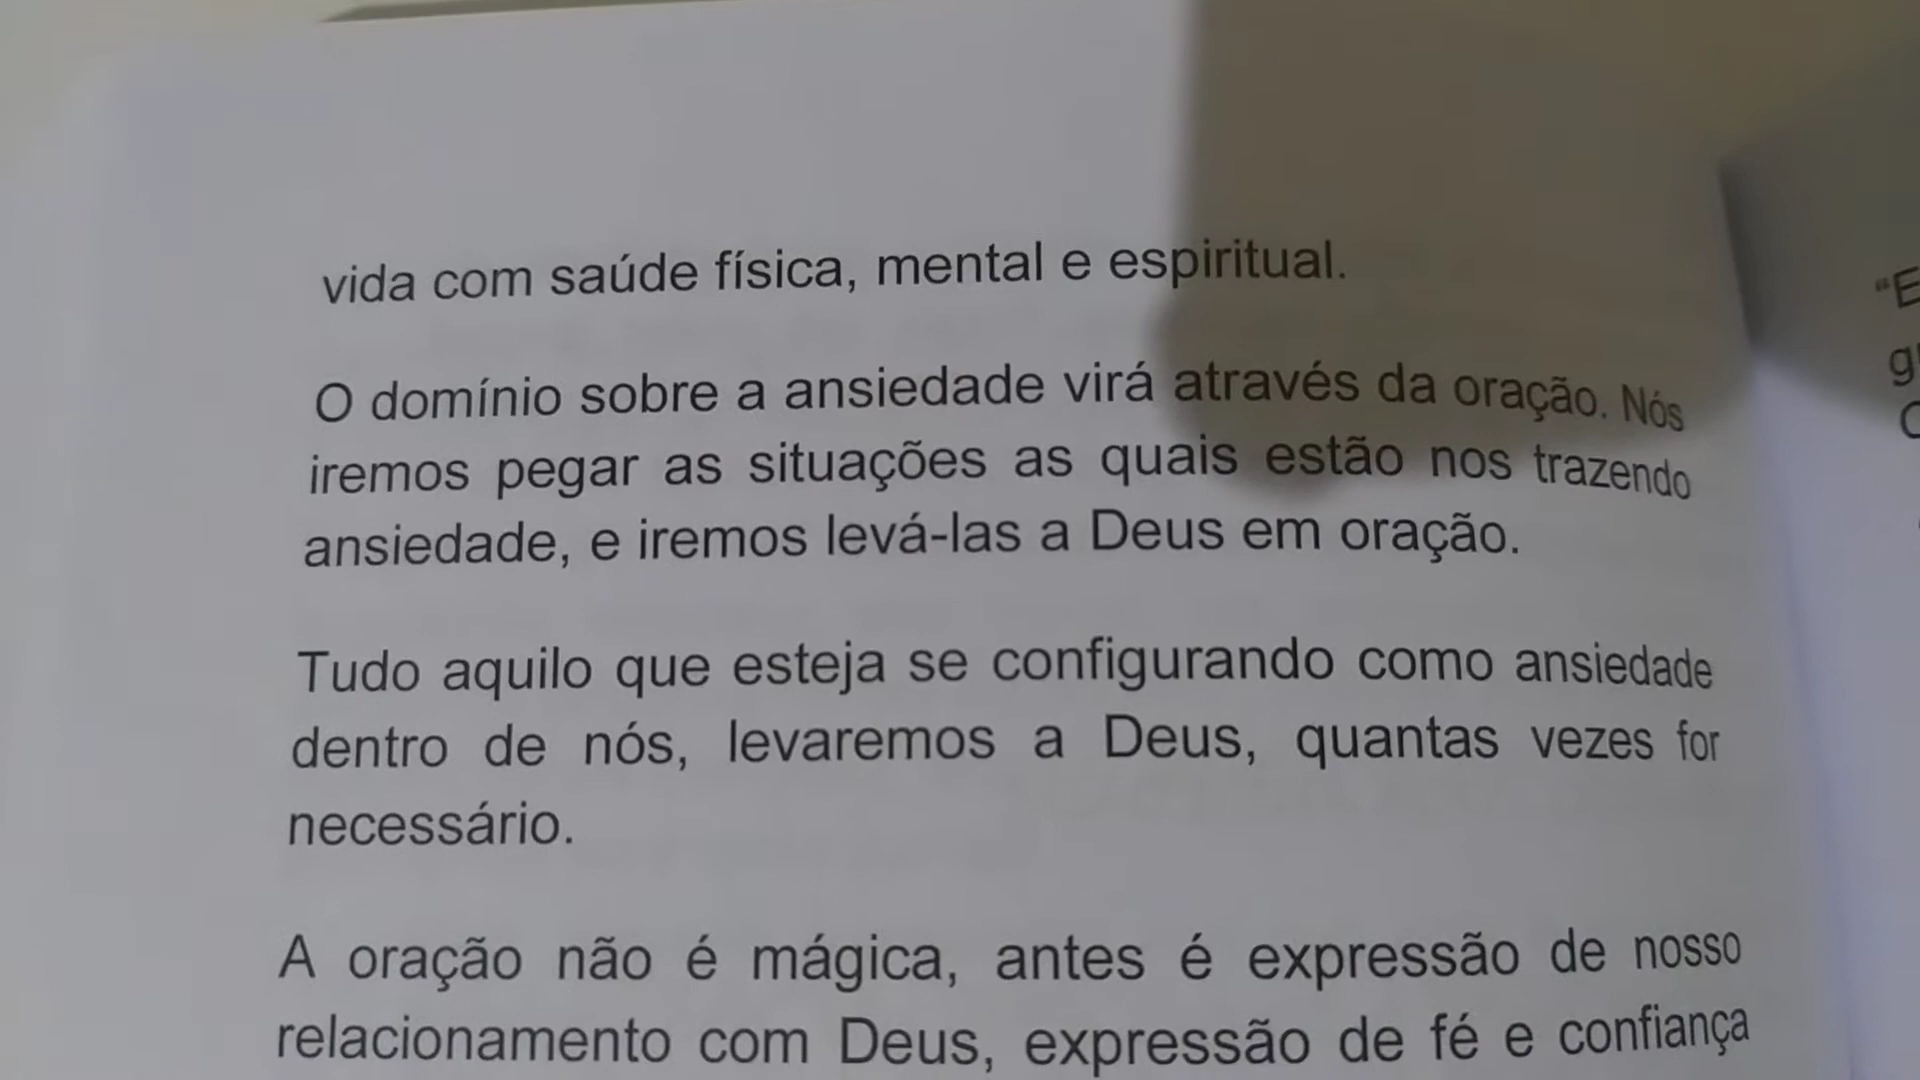 vida com saúde física, mental e espiritual.
O domínio sobre a ansiedade virá através da oração. Nós
iremos pegar as situações as quais estão nos trazendo
ansiedade, e iremos levá-las a Deus em oração.
Tudo aquilo que esteja se configurando como ansiedade
dentro de nós, levaremos a Deus, quantas vezes for
necessário.
A oração não é mágica, antes é expressão de nosso
relacionamento com Deus, expressão de fé e confiança